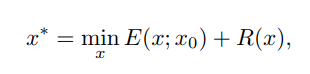 x* = min_x E(x; x_0) + R(x),